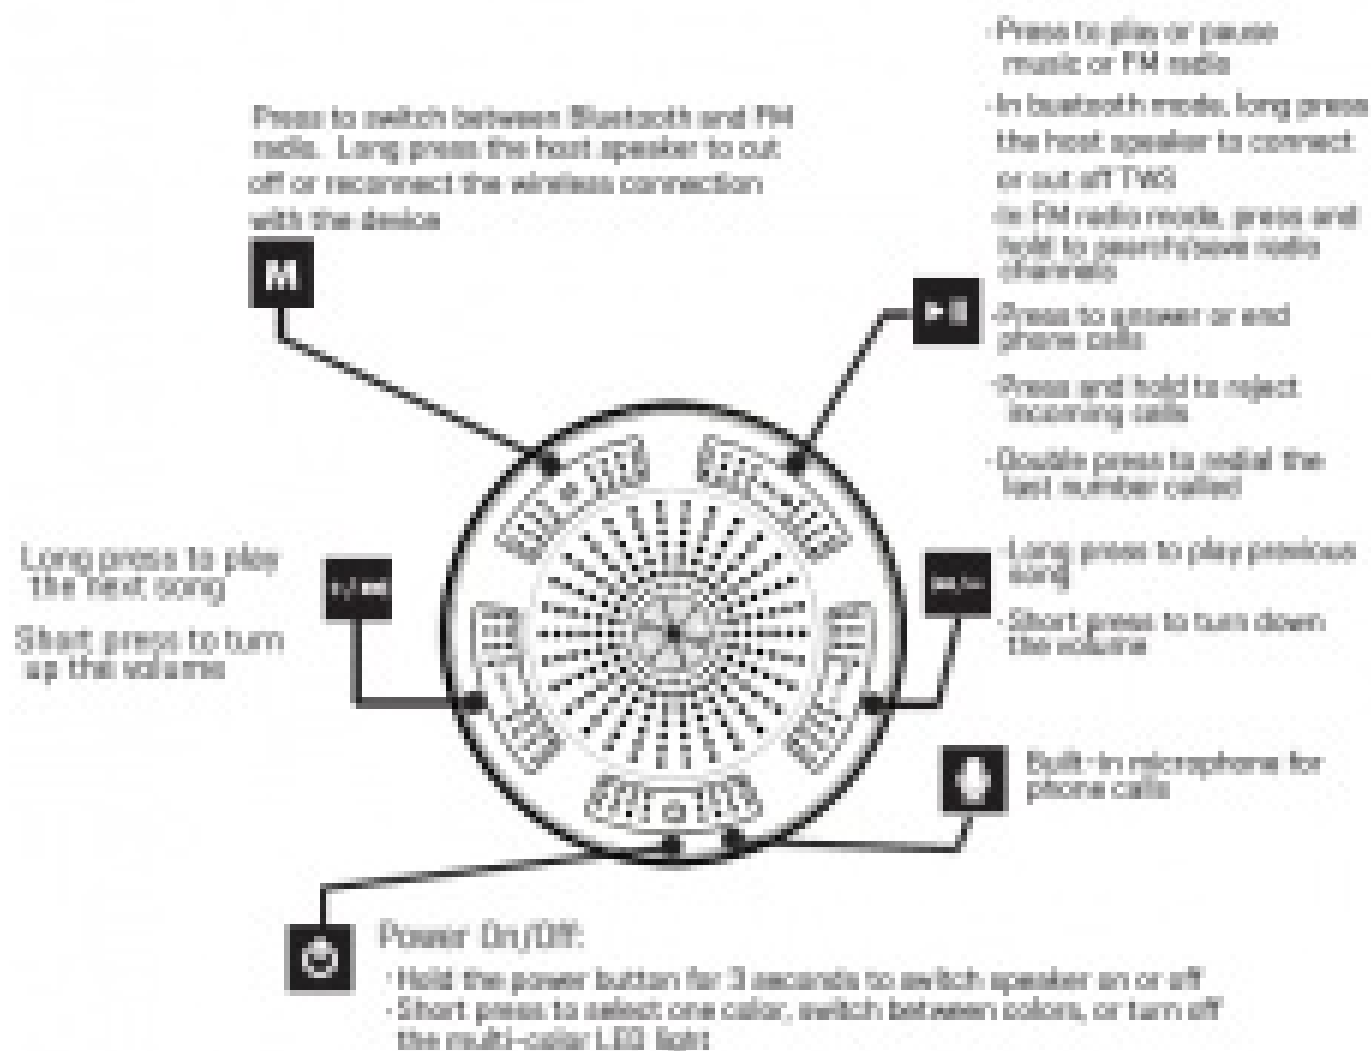 · Press to play or pause
music or FM radio
Press to switch between Bluetooth and FM
radio. Long press the host speaker to cut
off or reconnect the wireless connection
with the device
M
· In buetooth mode, long press
the host speaker to connect
or cut off TWS
· In FM radio mode, press and
hold to search/save radio
channels
· Press to answer or end
phone calls
· Press and hold to reject
incoming calls
· Double press to redial the
last number called
Long press to play
the next song
Short press to turn
up the volume
· Long press to play previous
song
· Short press to turn down
the volume
Built-in microphone for
phone calls
Power On/Off:
· Hold the power button for 3 seconds to switch speaker on or off
· Short press to select one color, switch between colors, or turn off
the multi-color LED light